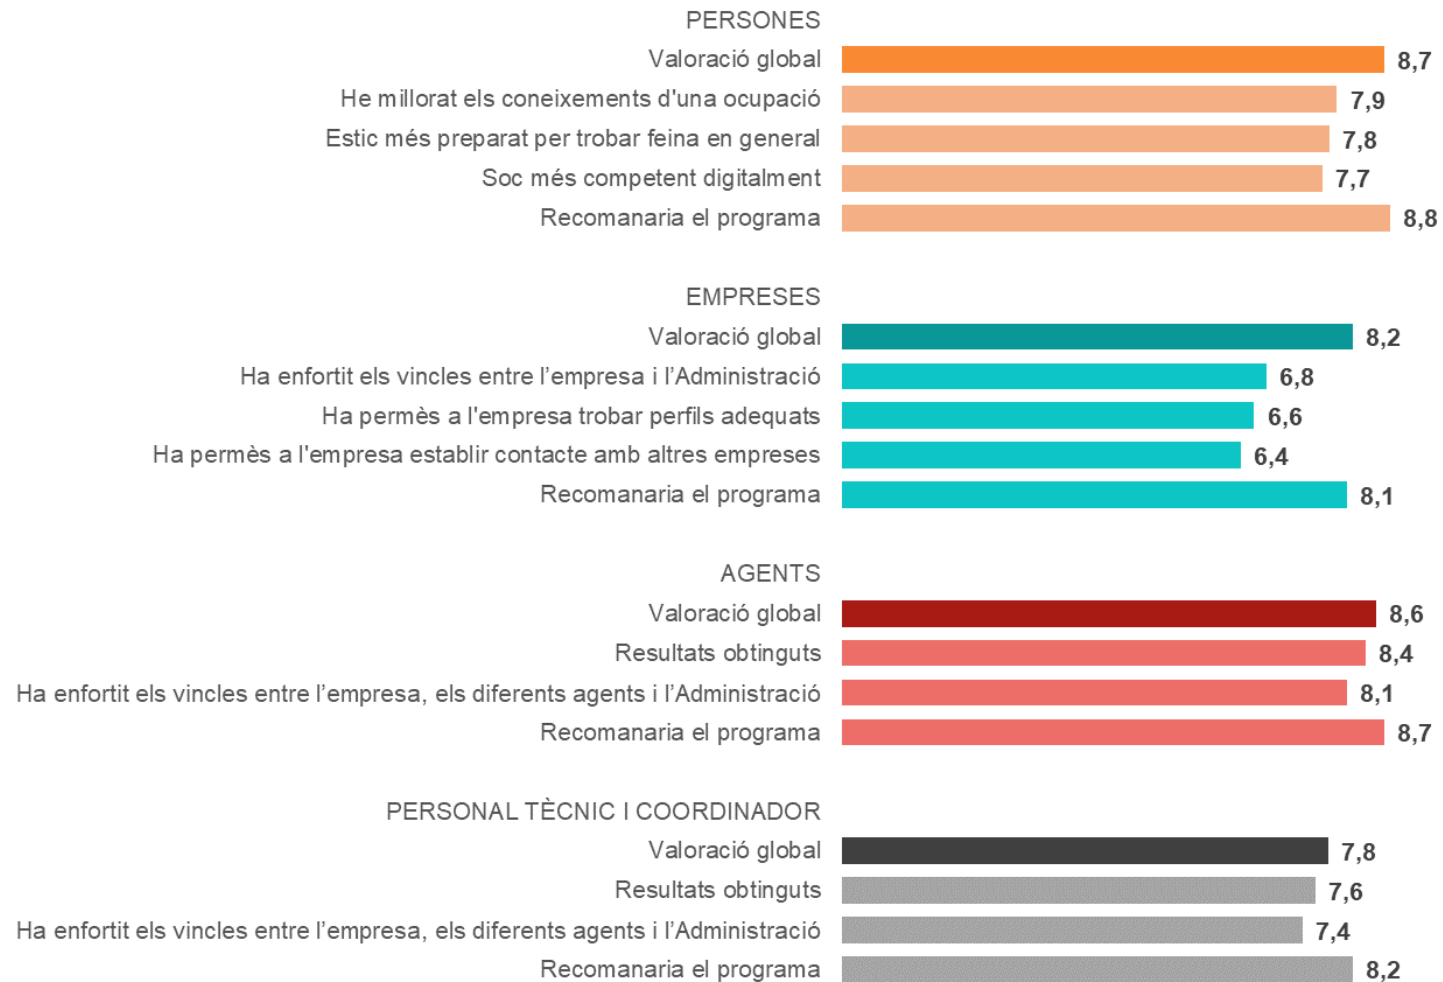 PERSONES
Valoració global 8,7
He millorat els coneixements d'una ocupació 7,9
Estic més preparat per trobar feina en general 7,8
Soc més competent digitalment 7,7
Recomanaria el programa 8,8
EMPRESES
Valoració global 8,2
Ha enfortit els vincles entre l’empresa i l’Administració 6,8
Ha permès a l'empresa trobar perfils adequats 6,6
Ha permès a l'empresa establir contacte amb altres empreses 6,4
Recomanaria el programa 8,1
AGENTS
Valoració global 8,6
Resultats obtinguts 8,4
Ha enfortit els vincles entre l’empresa, els diferents agents i l’Administració 8,1
Recomanaria el programa 8,7
PERSONAL TÈCNIC I COORDINADOR
Valoració global 7,8
Resultats obtinguts 7,6
Ha enfortit els vincles entre l’empresa, els diferents agents i l’Administració 7,4
Recomanaria el programa 8,2